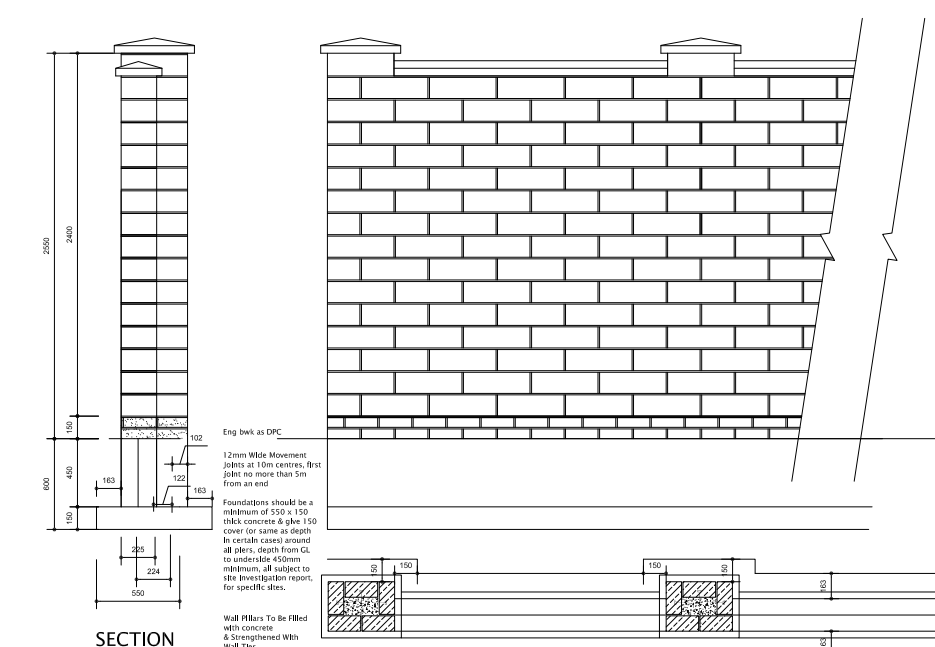 2550
2400
150
600
450
150
102
122
163
163
225
224
550
SECTION
Eng bwk as DPC
12mm Wide Movement
Joints at 10m centres, first
joint no more than 5m
from an end
Foundations should be a
minimum of 550 x 150
thick concrete & give 150
cover (or same as depth
in certain cases) around
all piers, depth from GL
to underside 450mm
minimum, all subject to
site investigation report,
for specific sites.
Wall Pillars To Be Filled
with concrete
& Strengthened With
Wall Ties
150
150
150
163
63